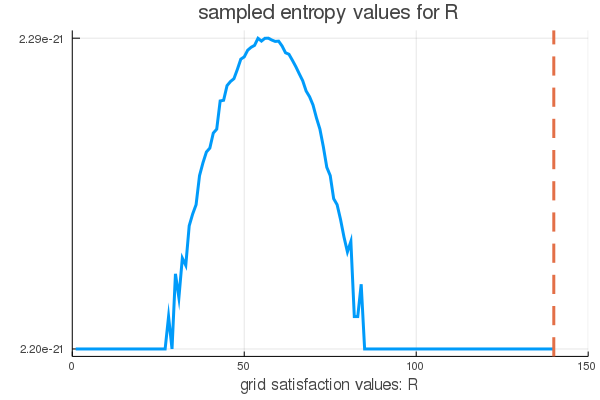 sampled entropy values for R
2.29e-21
2.20e-21
0
50
100
150
grid satisfaction values: R